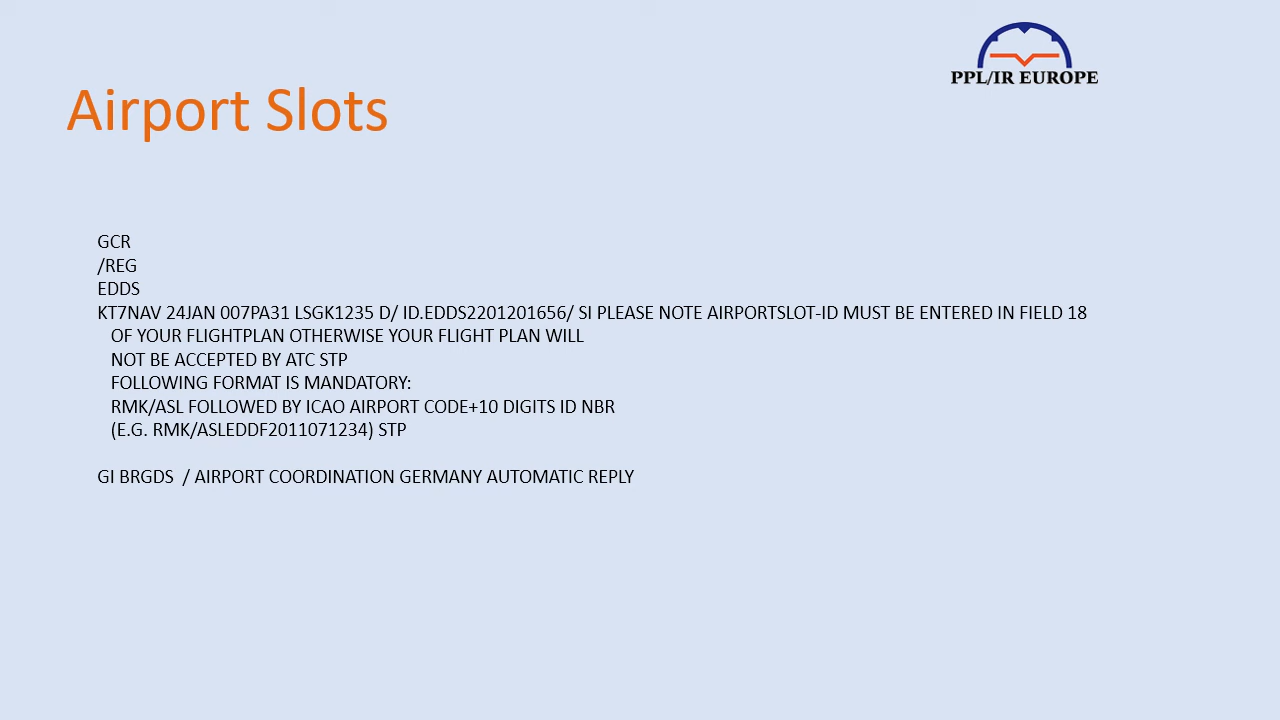 PPL/IR EUROPE
Airport Slots
GCR
/REG
EDDS
KT7NAV 24JAN 007PA31 LSGK1235 D/ ID.EDDS2201201656/ SI PLEASE NOTE AIRPORTSLOT-ID MUST BE ENTERED IN FIELD 18
OF YOUR FLIGHTPLAN OTHERWISE YOUR FLIGHT PLAN WILL
NOT BE ACCEPTED BY ATC STP
FOLLOWING FORMAT IS MANDATORY:
RMK/ASL FOLLOWED BY ICAO AIRPORT CODE+10 DIGITS ID NBR
(E.G. RMK/ASLEDDF2011071234) STP
GI BRGDS  / AIRPORT COORDINATION GERMANY AUTOMATIC REPLY